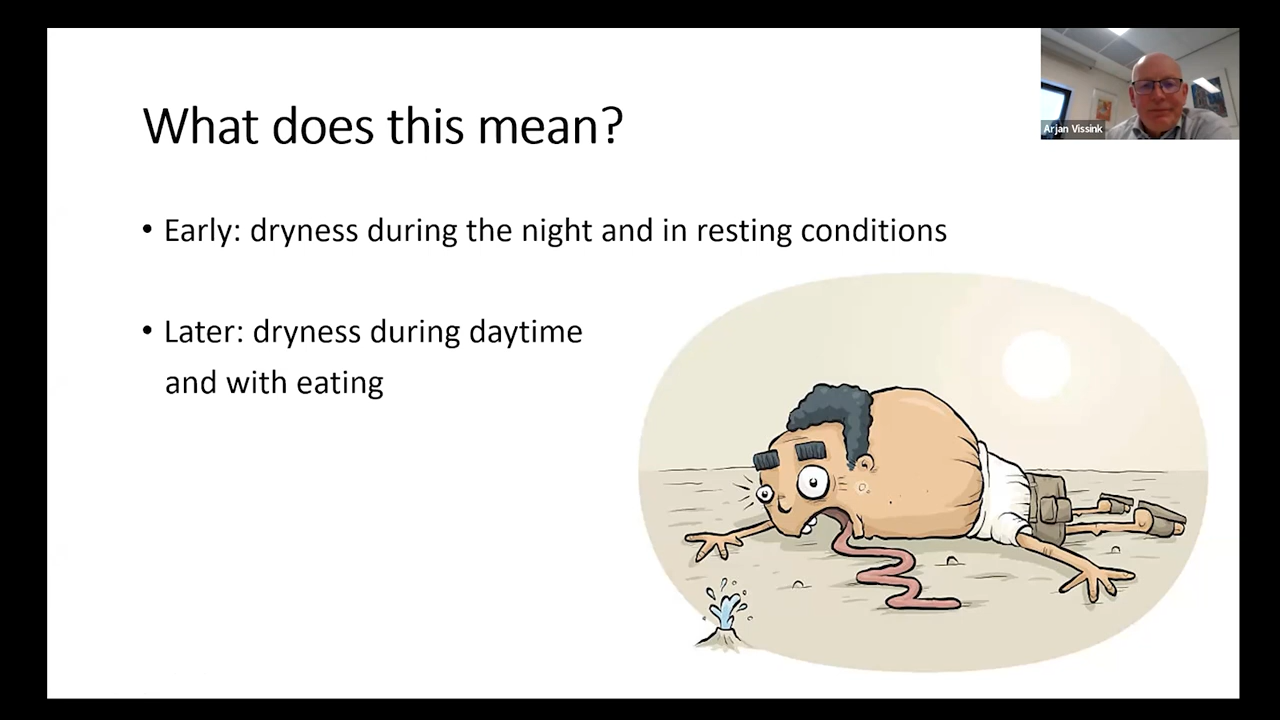 What does this mean?
Arjan Vissink
• Early: dryness during the night and in resting conditions
• Later: dryness during daytime
and with eating